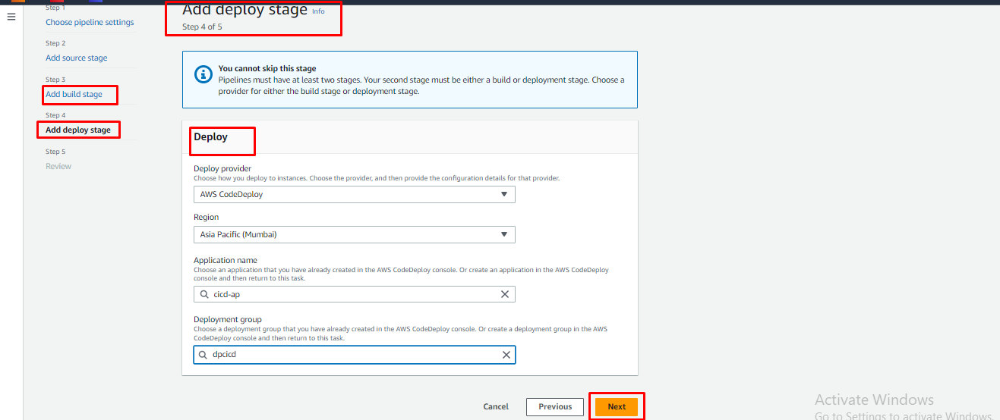 Step 1
Choose pipeline settings
Step 2
Add source stage
Step 3
Add build stage
Step 4
Add deploy stage
Step 5
Review
Add deploy stage Info
Step 4 of 5
You cannot skip this stage
Pipelines must have at least two stages. Your second stage must be either a build or deployment stage. Choose a
provider for either the build stage or deployment stage.
Deploy
Deploy provider
Choose how you deploy to instances. Choose the provider, and then provide the configuration details for that provider.
AWS CodeDeploy
Region
Asia Pacific (Mumbai)
Application name
Choose an application that you have already created in the AWS CodeDeploy console. Or create an application in the AWS CodeDeploy
console and then return to this task.
cicd-ap
Deployment group
Choose a deployment group that you have already created in the AWS CodeDeploy console. Or create a deployment group in the AWS
CodeDeploy console and then return to this task.
dpcicd
Cancel
Previous
Next
Activate Windows
Go to Settings to activate Windows.